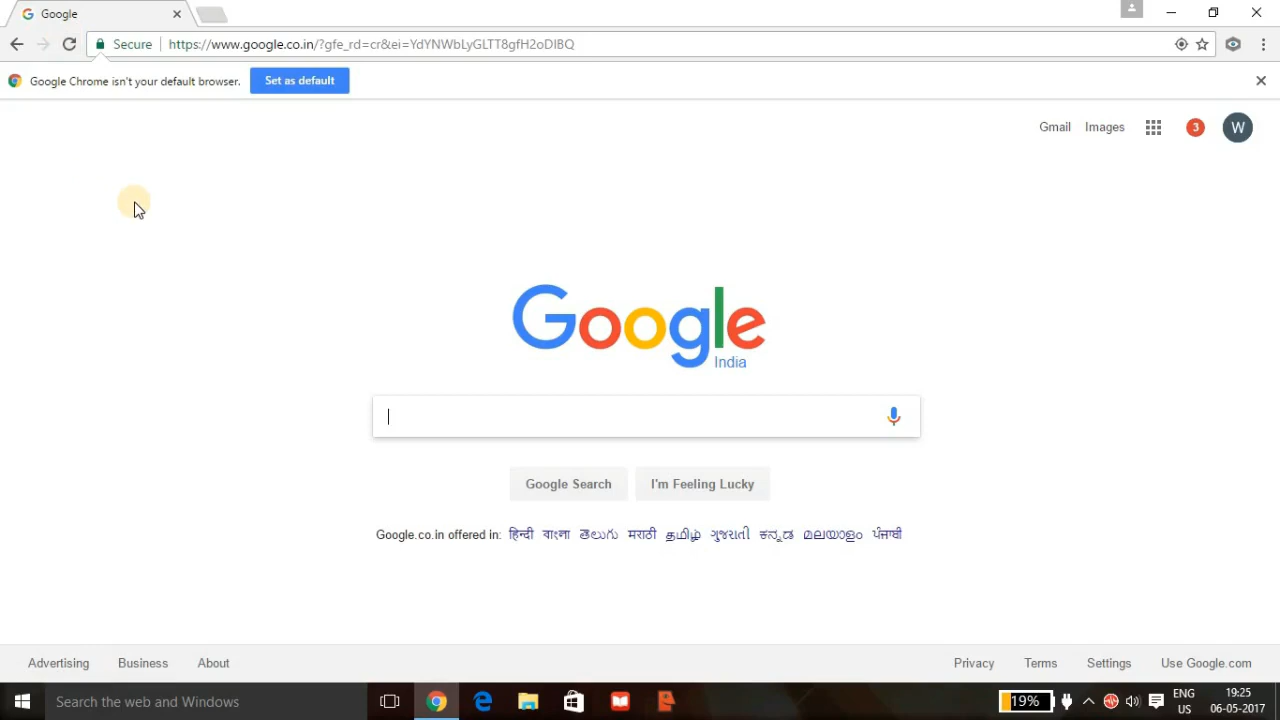 Google
Secure https://www.google.co.in/?gfe_rd=cr&ei=YdYNWbLyGLTT8gfH2oDIBQ
Google Chrome isn't your default browser. Set as default
Gmail Images 3 W
Google
India
Google Search I'm Feeling Lucky
Google.co.in offered in: हिन्दी বাংলা తెలుగు मराठी தமிழ் ગુજરાતી ಕನ್ನಡ മലയാളം ਪੰਜਾਬੀ
Advertising Business About Privacy Terms Settings Use Google.com
Search the web and Windows 19% ENG 19:25
US 06-05-2017